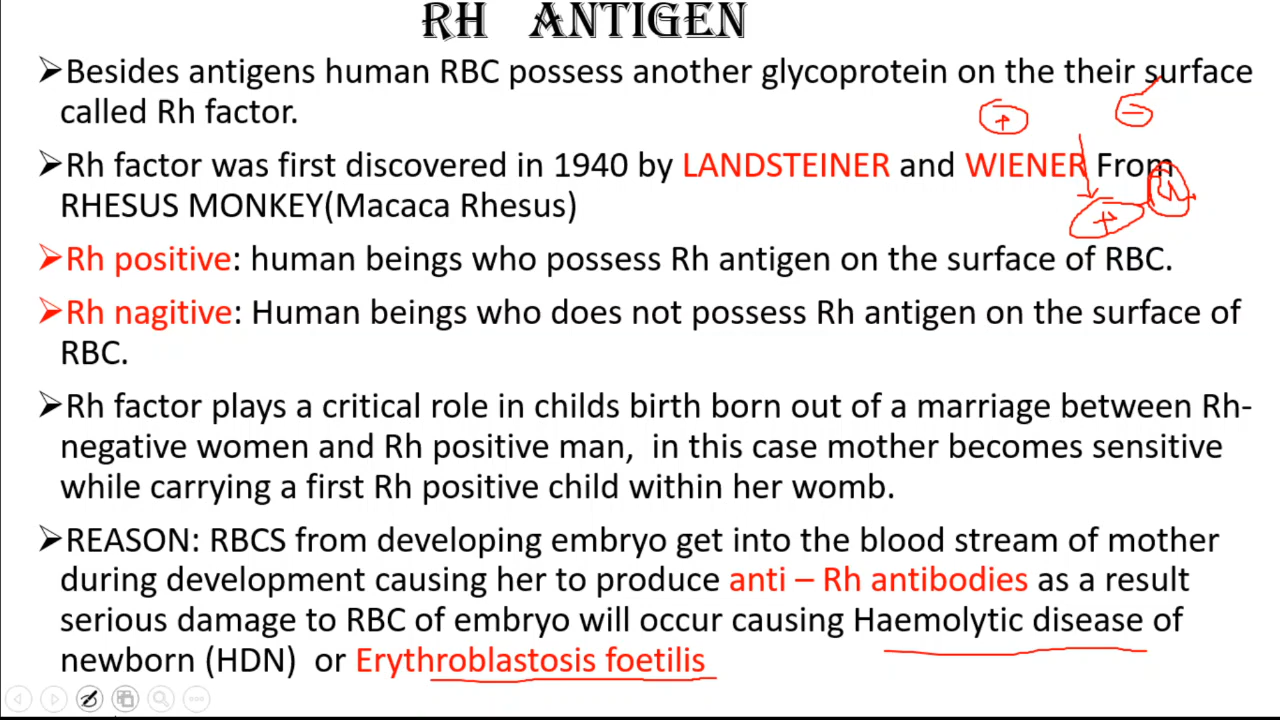 RH ANTIGEN
➢Besides antigens human RBC possess another glycoprotein on the their surface
called Rh factor.
➢Rh factor was first discovered in 1940 by LANDSTEINER and WIENER From
RHESUS MONKEY(Macaca Rhesus)
➢Rh positive: human beings who possess Rh antigen on the surface of RBC.
➢Rh nagitive: Human beings who does not possess Rh antigen on the surface of
RBC.
➢Rh factor plays a critical role in childs birth born out of a marriage between Rh-
negative women and Rh positive man, in this case mother becomes sensitive
while carrying a first Rh positive child within her womb.
➢REASON: RBCS from developing embryo get into the blood stream of mother
during development causing her to produce anti – Rh antibodies as a result
serious damage to RBC of embryo will occur causing Haemolytic disease of
newborn (HDN) or Erythroblastosis foetilis